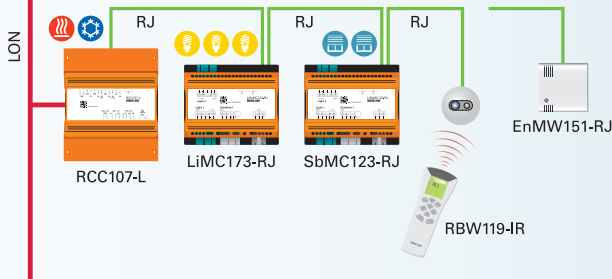 LON
RJ
RJ
RJ
RCC107-L
LiMC173-RJ
SbMC123-RJ
EnMW151-RJ
RBW119-IR